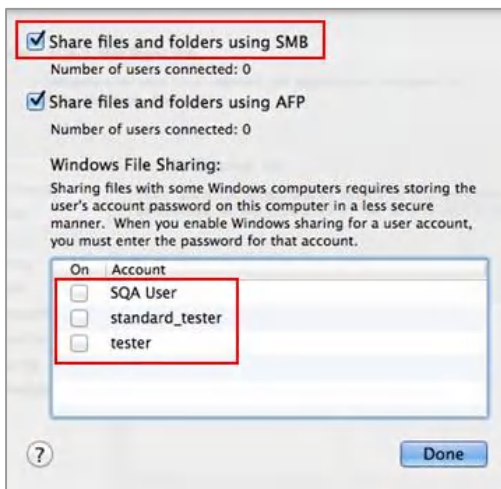 Share files and folders using SMB
Number of users connected: 0
Share files and folders using AFP
Number of users connected: 0
Windows File Sharing:
Sharing files with some Windows computers requires storing the
user's account password on this computer in a less secure
manner. When you enable Windows sharing for a user account,
you must enter the password for that account.
On Account
SQA User
standard_tester
tester
? Done